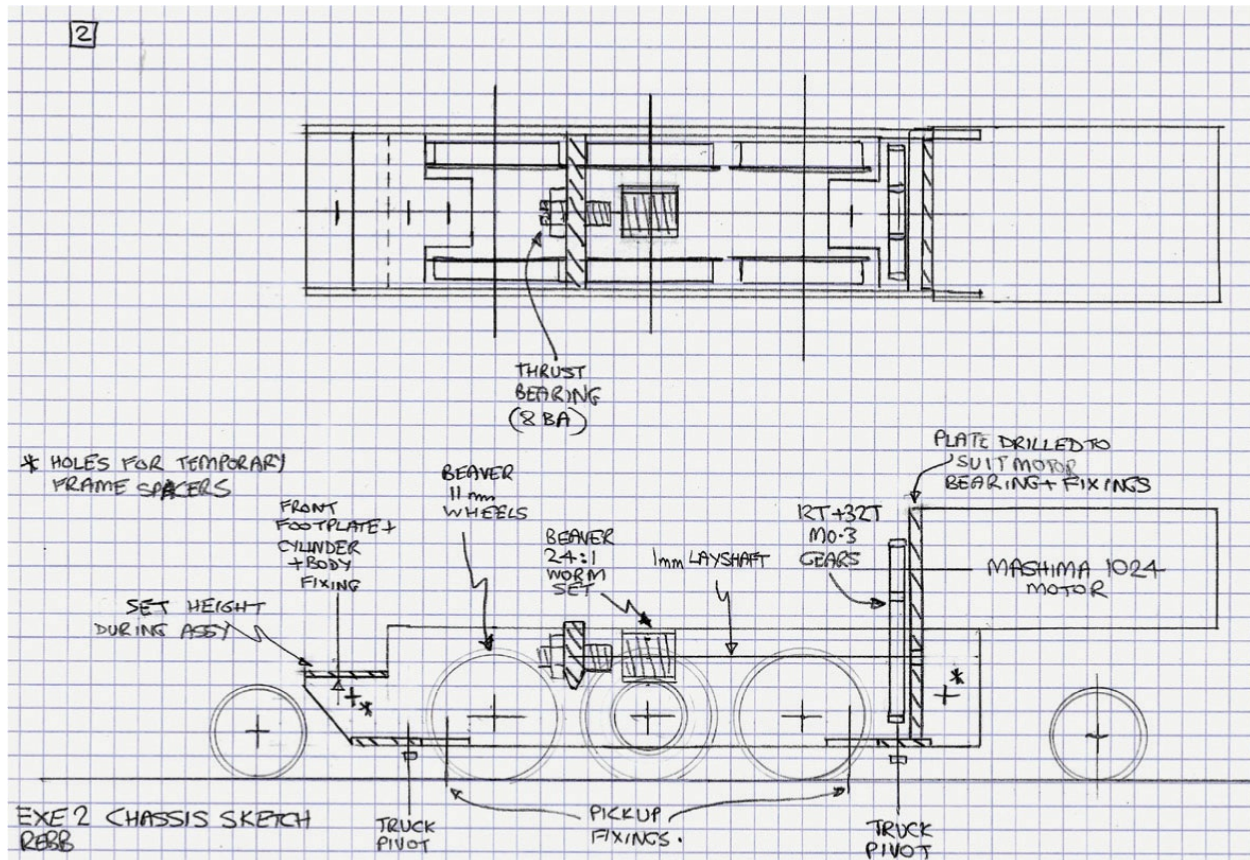 2
THRUST
BEARING
(8 BA)
* HOLES FOR TEMPORARY
FRAME SPACERS
FRONT
FOOTPLATE +
CYLINDER
+ BODY
FIXING
SET HEIGHT
DURING ASSY
BEAVER
11mm
WHEELS
BEAVER
24:1
WORM
SET
1mm LAYSHAFT
12T + 32T
M0.3
GEARS
PLATE DRILLED TO
SUIT MOTOR
BEARING + FIXINGS
MASHIMA 1024
MOTOR
*
*
EXE 2 CHASSIS SKETCH
TRUCK
PIVOT
PICKUP
FIXINGS.
TRUCK
PIVOT